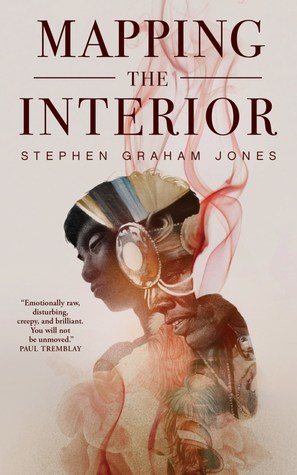 MAPPING
THE
INTERIOR
STEPHEN GRAHAM JONES
"Emotionally raw,
disturbing,
creepy, and brilliant.
You will not
be unmoved."
PAUL TREMBLAY